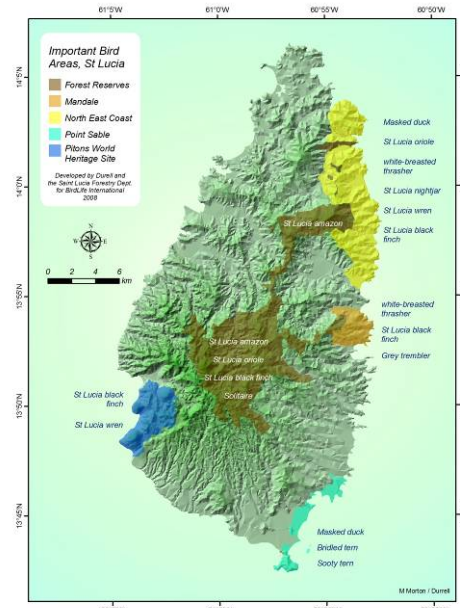 61°5'W 61°0'W 60°55'W 60°50'W
Important Bird
Areas, St Lucia
Forest Reserves
Mandale
North East Coast
Point Sable
Pitons World
Heritage Site
Developed by Durell and
the Saint Lucia Forestry Dept.
for BirdLife International
2008
N
W E
S
0 2 4 6
km
14°5'N
14°0'N
13°55'N
13°50'N
13°45'N
Masked duck
St Lucia oriole
white-breasted
thrasher
St Lucia nightjar
St Lucia wren
St Lucia black
finch
St Lucia amazon
white-breasted
thrasher
St Lucia black
finch
Grey trembler
St Lucia amazon
St Lucia oriole
St Lucia black finch
Solitaire
St Lucia black
finch
St Lucia wren
Masked duck
Bridled tern
Sooty tern
M Morton / Durrell